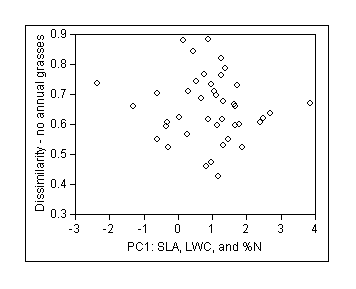 Dissimilarity - no annual grasses
0.9
0.8
0.7
0.6
0.5
0.4
0.3
-3 -2 -1 0 1 2 3 4
PC1: SLA, LWC, and %N